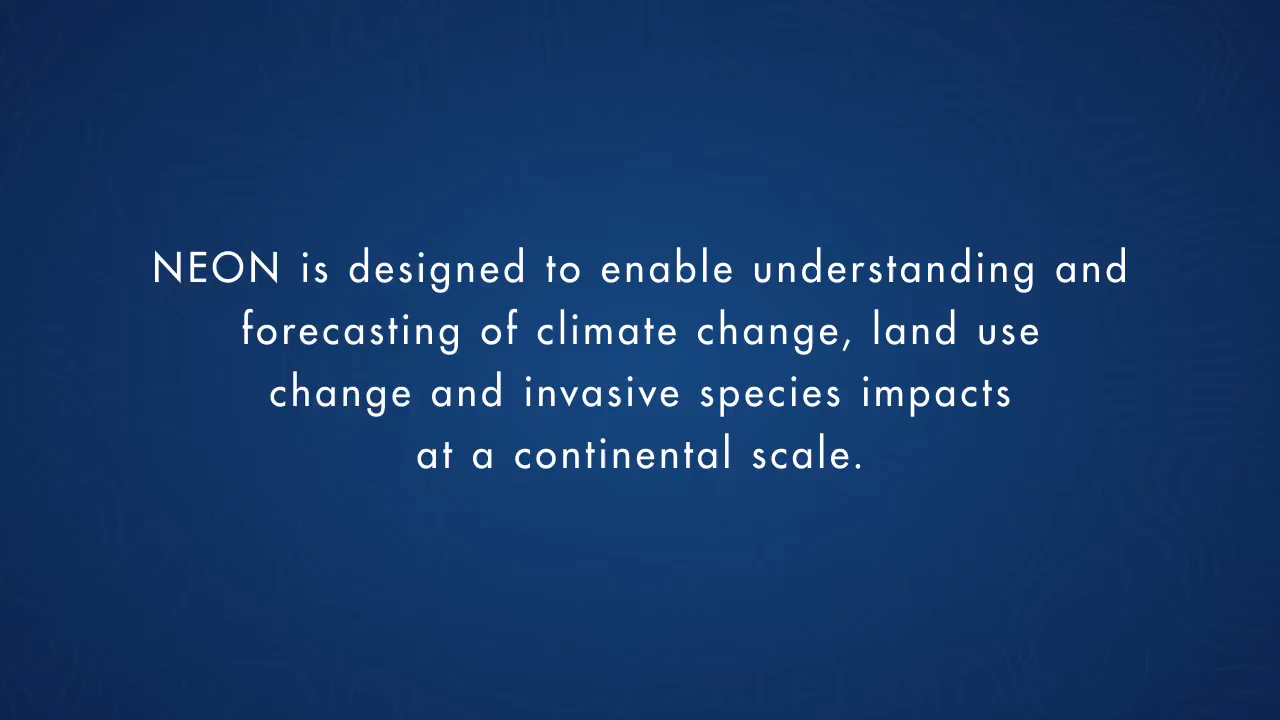 NEON is designed to enable understanding and
forecasting of climate change, land use
change and invasive species impacts
at a continental scale.